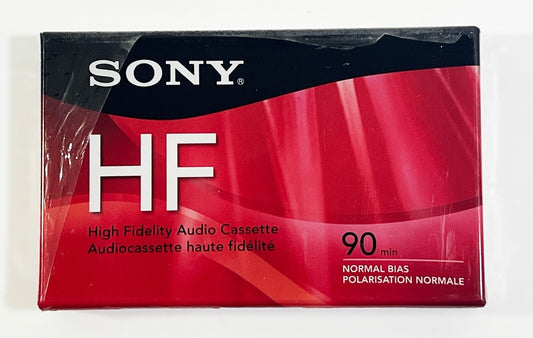 SONY®
HF
High Fidelity Audio Cassette
Audiocassette haute fidélité
90 min
NORMAL BIAS
POLARISATION NORMALE